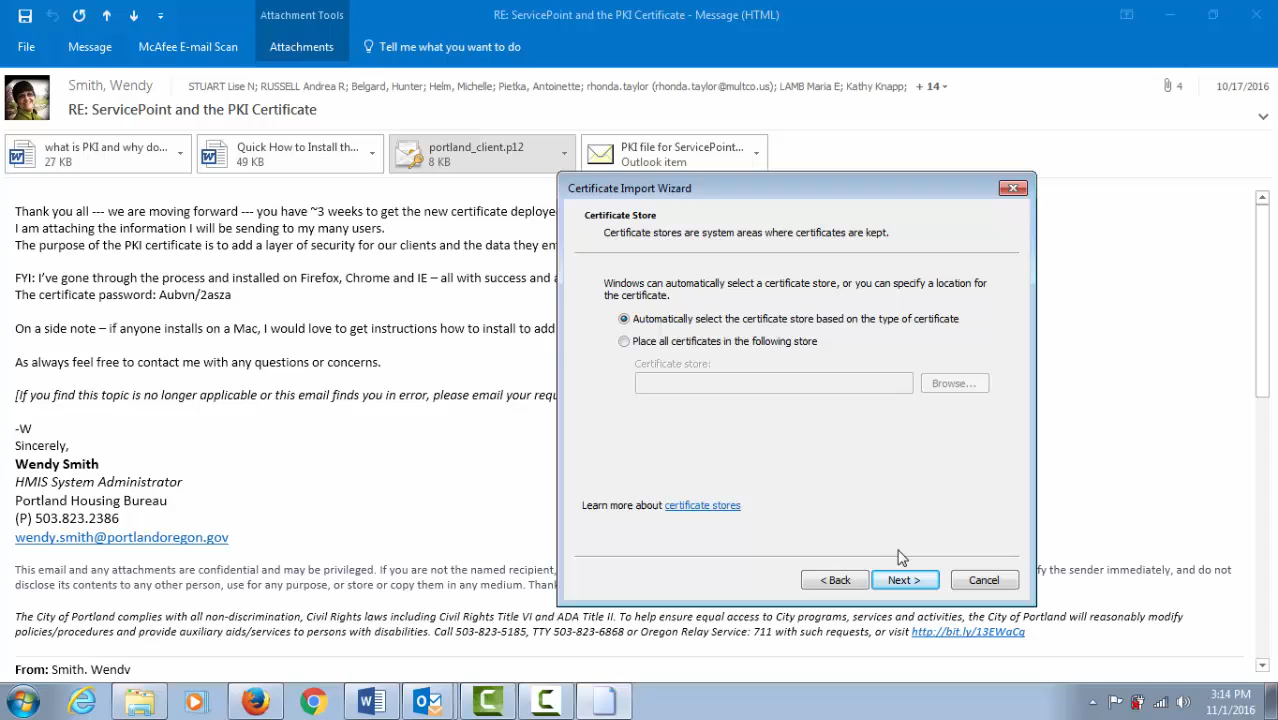 Attachment Tools
RE: ServicePoint and the PKI Certificate - Message (HTML)
File
Message
McAfee E-mail Scan
Attachments
Tell me what you want to do
Smith, Wendy
STUART Lise N; RUSSELL Andrea R; Belgard, Hunter; Helm, Michelle; Pietka, Antoinette; rhonda.taylor (rhonda.taylor@multco.us); LAMB Maria E; Kathy Knapp; + 14
4
10/17/2016
RE: ServicePoint and the PKI Certificate
what is PKI and why do...
27 KB
Quick How to Install th...
49 KB
portland_client.p12
8 KB
PKI file for ServicePoint...
Outlook item
Thank you all --- we are moving forward --- you have ~3 weeks to get the new certificate deploye
I am attaching the information I will be sending to my many users.
The purpose of the PKI certificate is to add a layer of security for our clients and the data they en
FYI: I've gone through the process and installed on Firefox, Chrome and IE – all with success and a
The certificate password: Aubvn/2asza
On a side note – if anyone installs on a Mac, I would love to get instructions how to install to add
As always feel free to contact me with any questions or concerns.
[If you find this topic is no longer applicable or this email finds you in error, please email your requ
-W
Sincerely,
Wendy Smith
HMIS System Administrator
Portland Housing Bureau
(P) 503.823.2386
wendy.smith@portlandoregon.gov
This email and any attachments are confidential and may be privileged. If you are not the named recipient, fy the sender immediately, and do not
disclose its contents to any other person, use for any purpose, or store or copy them in any medium. Than
The City of Portland complies with all non-discrimination, Civil Rights laws including Civil Rights Title VI and ADA Title II. To help ensure equal access to City programs, services and activities, the City of Portland will reasonably modify
policies/procedures and provide auxiliary aids/services to persons with disabilities. Call 503-823-5185, TTY 503-823-6868 or Oregon Relay Service: 711 with such requests, or visit http://bit.ly/13EWaCg
From: Smith, Wendy
Certificate Import Wizard
Certificate Store
Certificate stores are system areas where certificates are kept.
Windows can automatically select a certificate store, or you can specify a location for
the certificate.
Automatically select the certificate store based on the type of certificate
Place all certificates in the following store
Certificate store:
Browse...
Learn more about certificate stores
< Back
Next >
Cancel
3:14 PM
11/1/2016